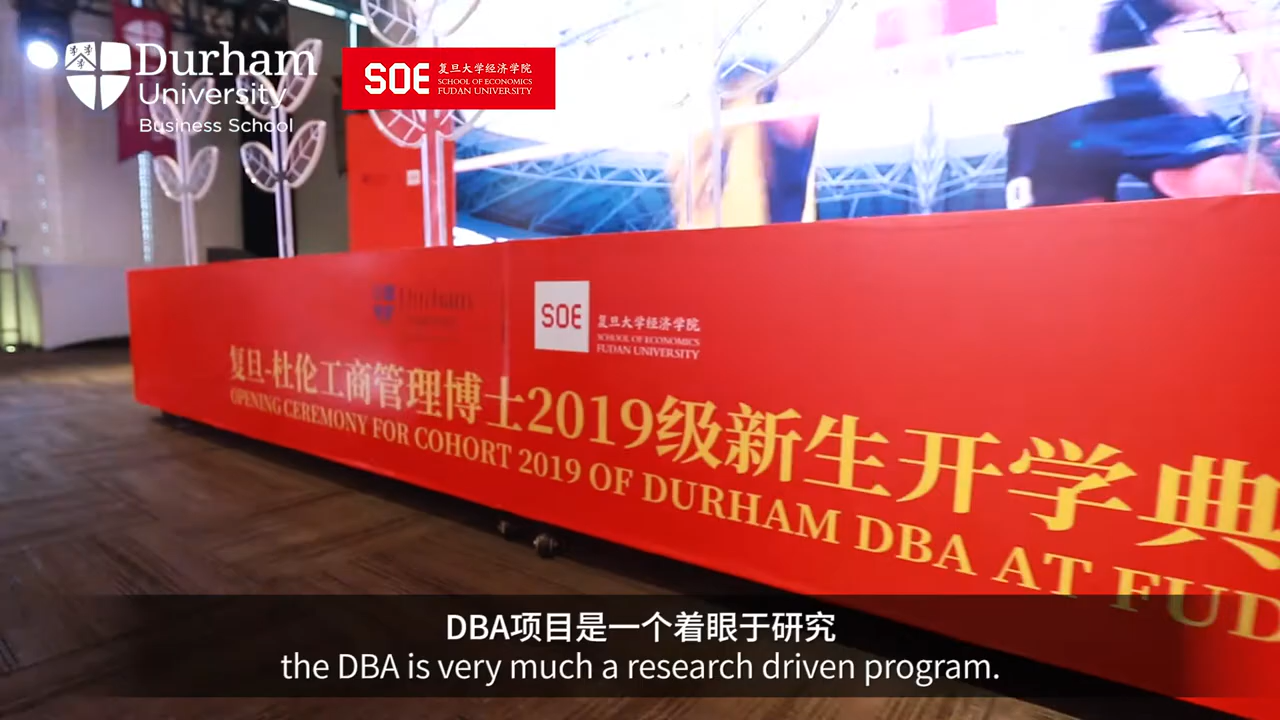 Durham
University
Business School
SOE
复旦大学经济学院
SCHOOL OF ECONOMICS
FUDAN UNIVERSITY
Durham
SOE
复旦大学经济学院
SCHOOL OF ECONOMICS
FUDAN UNIVERSITY
复旦-杜伦工商管理博士2019级新生开学典
OPENING CEREMONY FOR COHORT 2019 OF DURHAM DBA AT FUD
DBA项目是一个着眼于研究
the DBA is very much a research driven program.